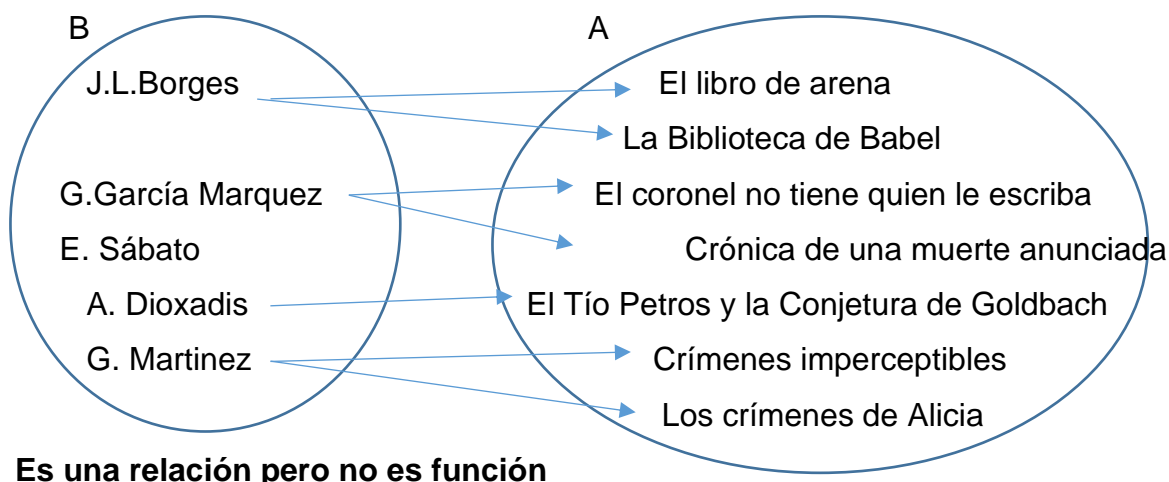 B
A
J.L.Borges
El libro de arena
La Biblioteca de Babel
G.García Marquez
El coronel no tiene quien le escriba
E. Sábato
Crónica de una muerte anunciada
A. Dioxadis
El Tío Petros y la Conjetura de Goldbach
G. Martinez
Crímenes imperceptibles
Los crímenes de Alicia
Es una relación pero no es función